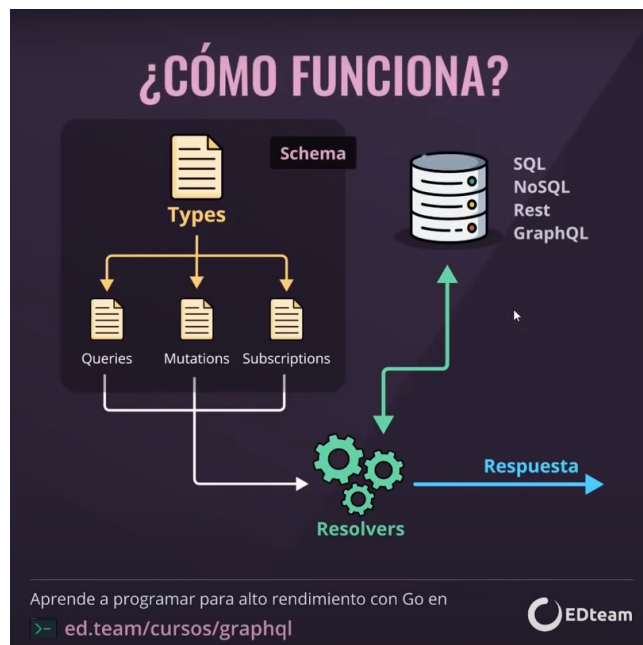 ¿CÓMO FUNCIONA?
Schema
Types
Queries
Mutations
Subscriptions
SQL
NoSQL
Rest
GraphQL
Respuesta
Resolvers
Aprende a programar para alto rendimiento con Go en
>- ed.team/cursos/graphql
EDteam